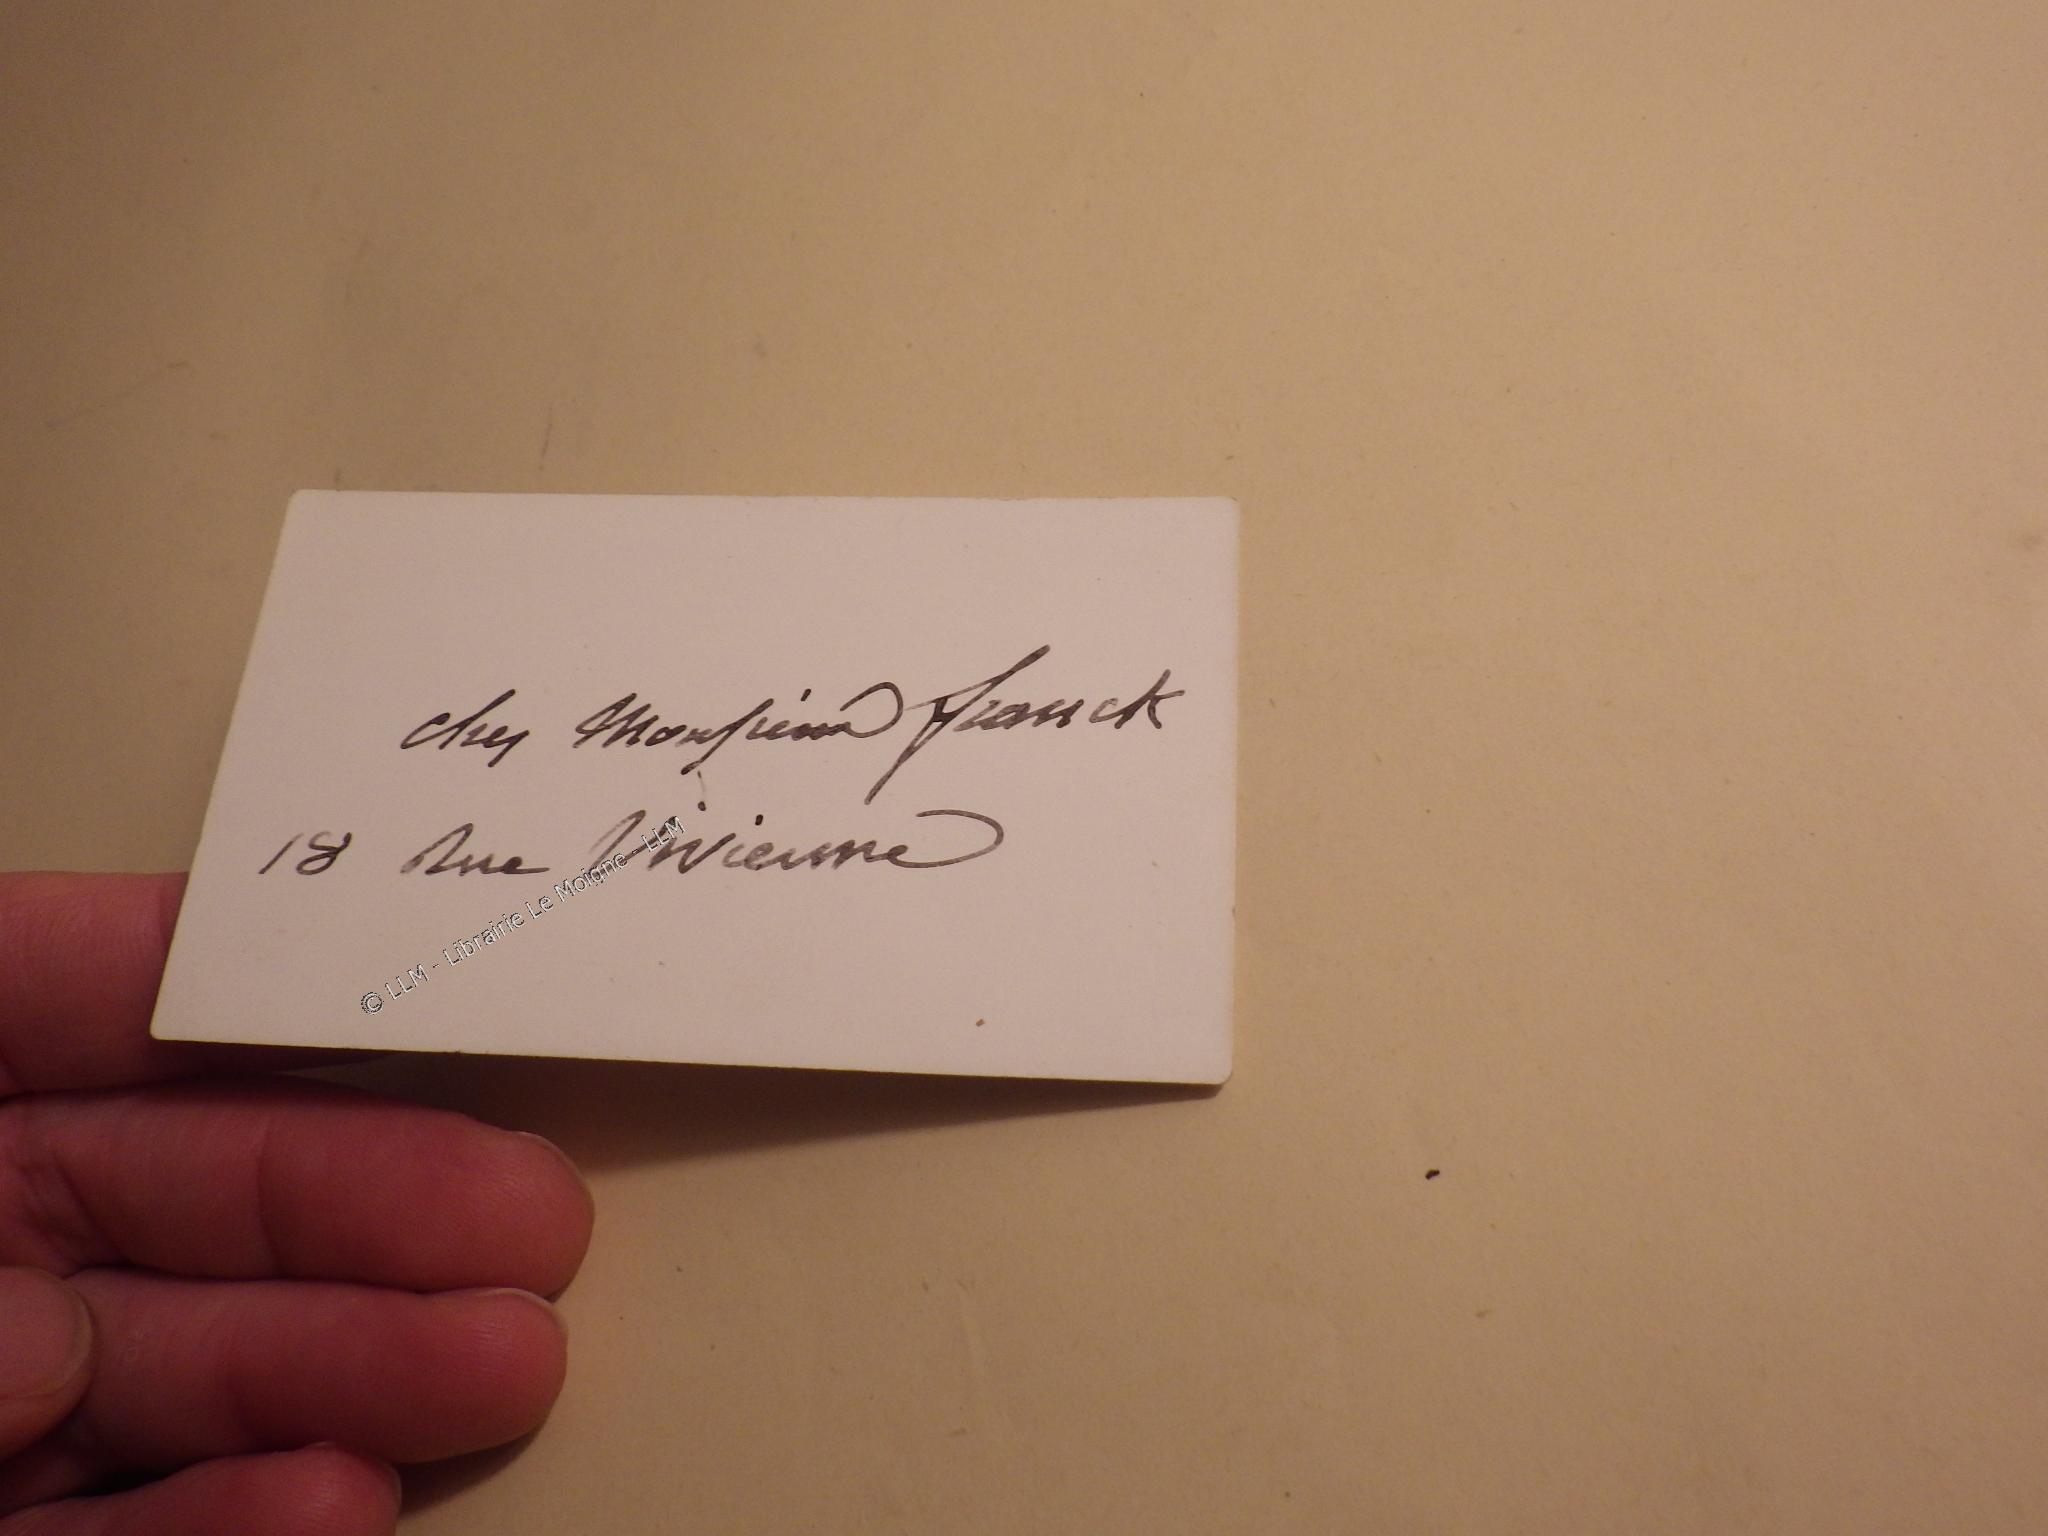 chez Monsieur Franck
18 Rue Vivienne
© LLM - Librairie Le Moigne - LLM